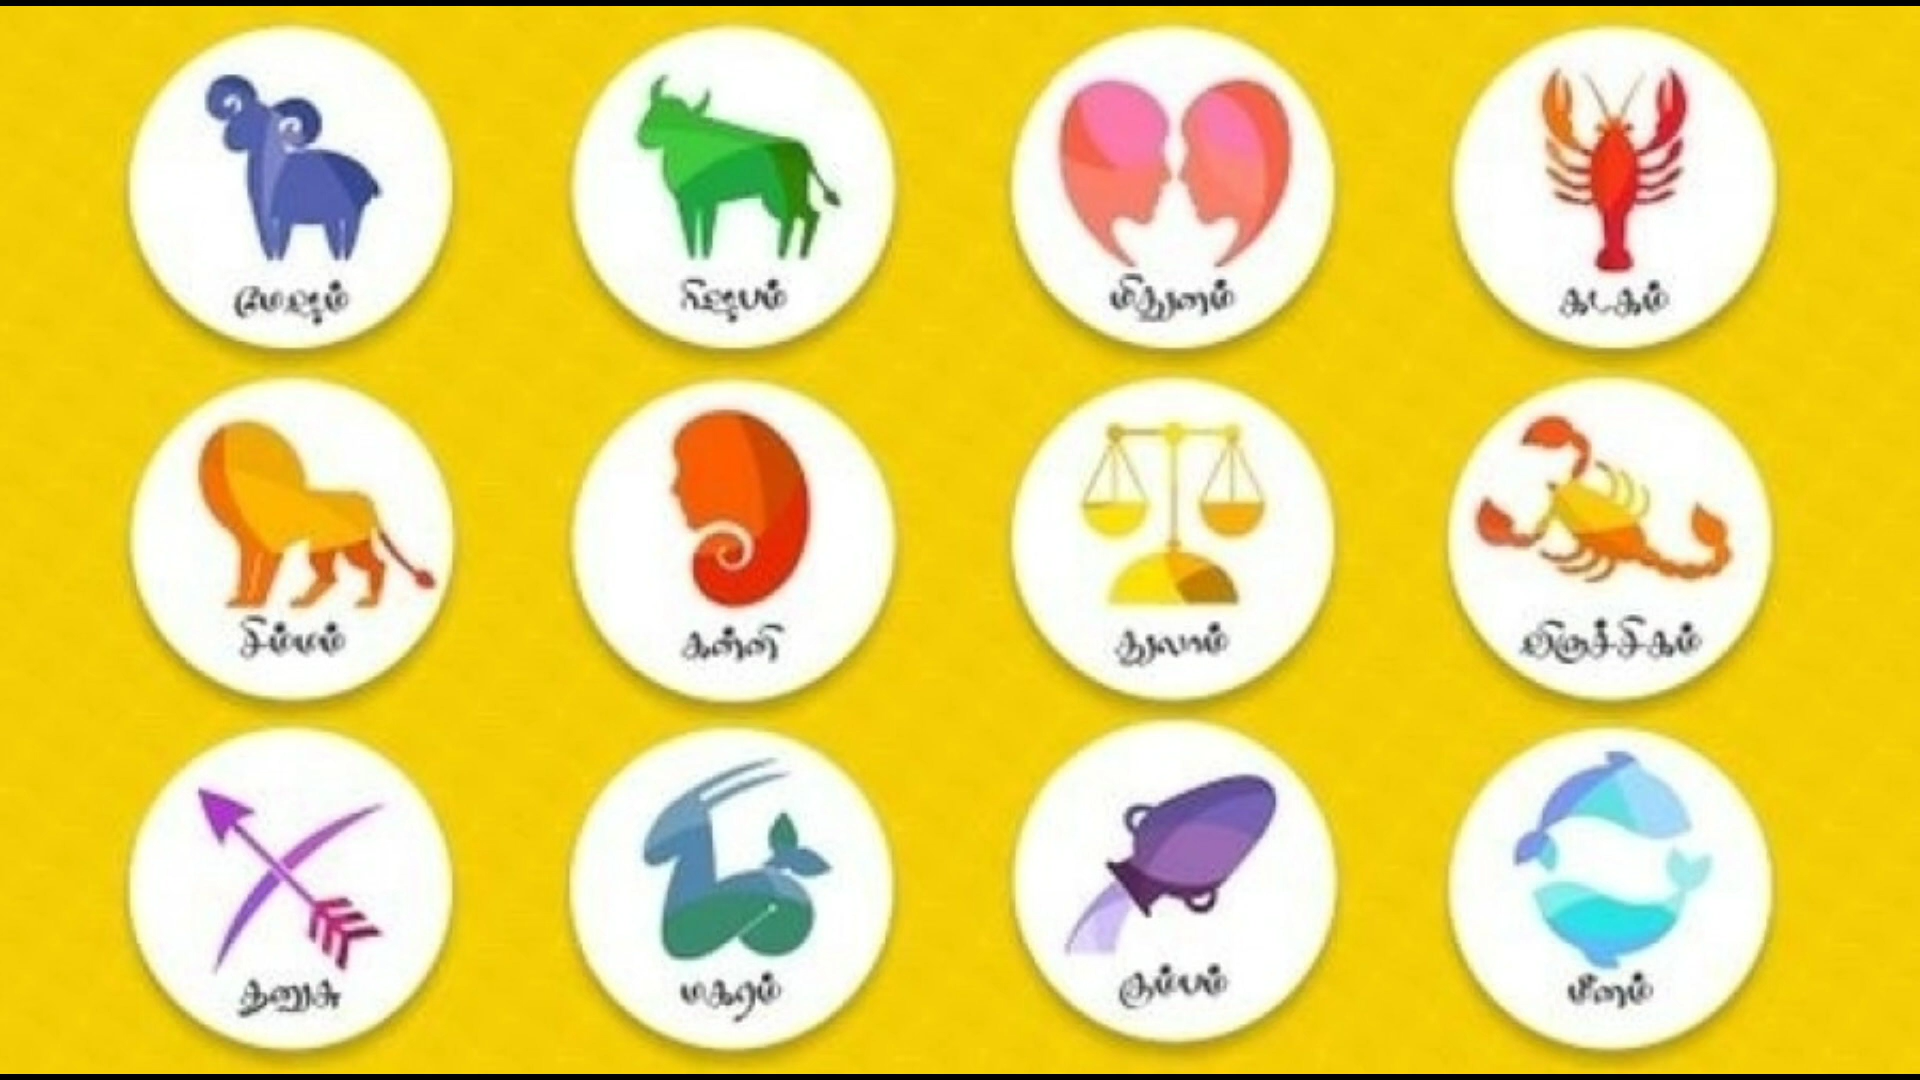 மேஷம்
ரிஷபம்
மிதுனம்
கடகம்
சிம்மம்
கன்னி
துலாம்
விருச்சிகம்
தனுசு
மகரம்
கும்பம்
மீனம்